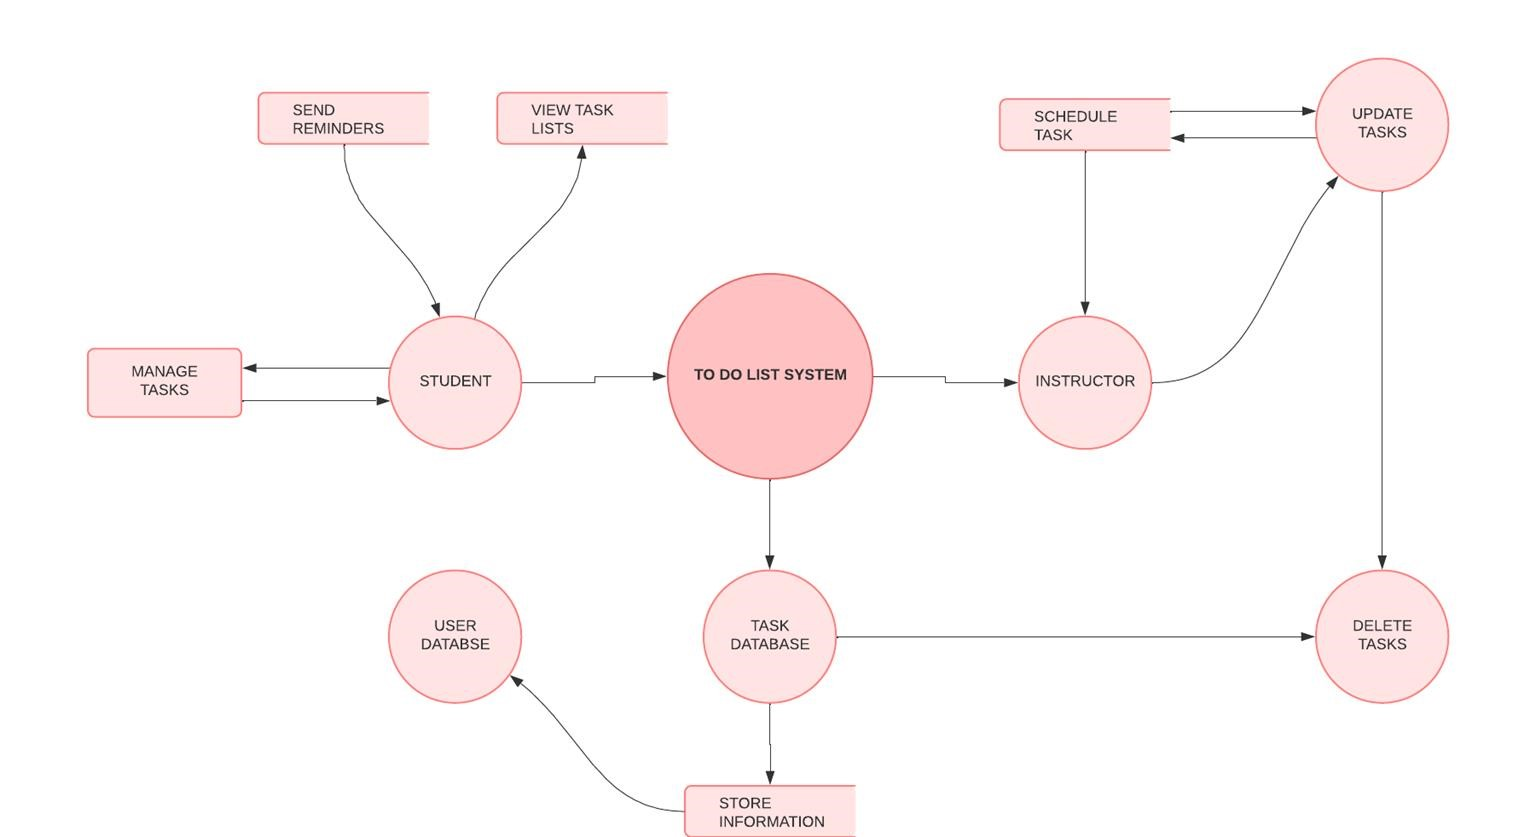 SEND
REMINDERS
VIEW TASK
LISTS
SCHEDULE
TASK
UPDATE
TASKS
MANAGE
TASKS
STUDENT
TO DO LIST SYSTEM
INSTRUCTOR
USER
DATABSE
TASK
DATABASE
DELETE
TASKS
STORE
INFORMATION